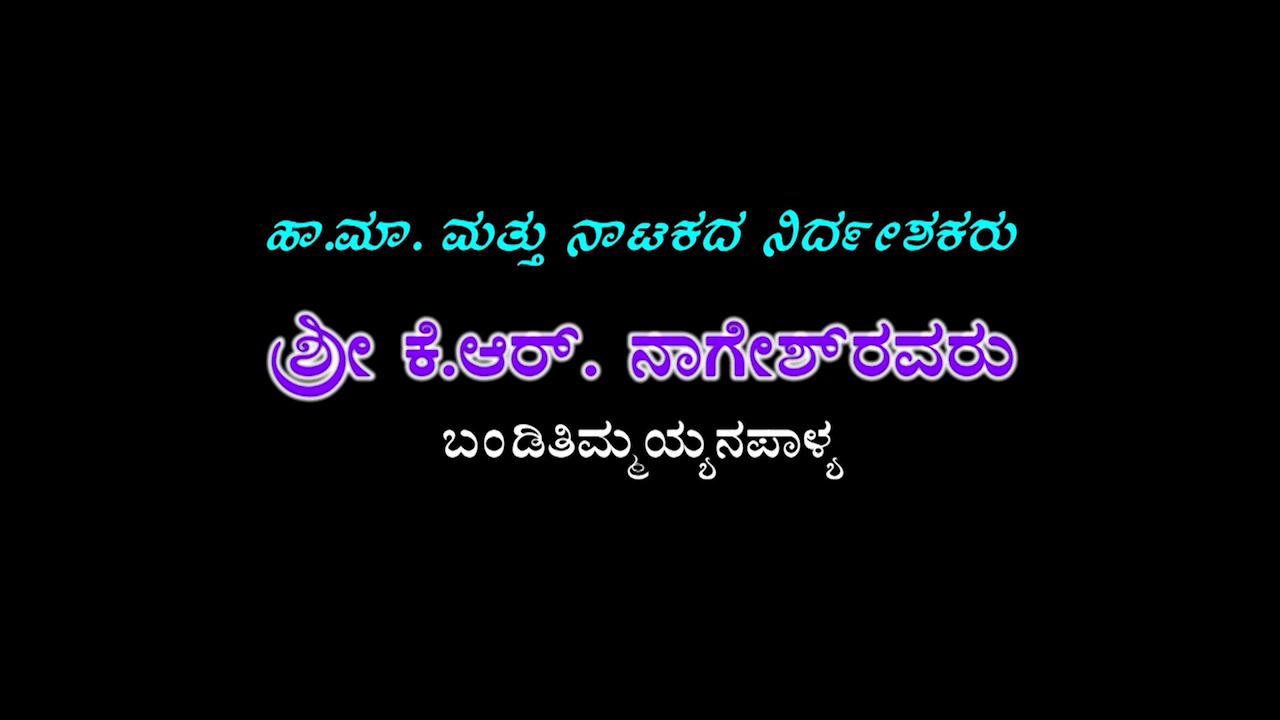 ಹಾ.ಮಾ. ಮತ್ತು ನಾಟಕದ ನಿರ್ದೇಶಕರು
ಶ್ರೀ ಕೆ.ಆರ್. ನಾಗೇಶ್‌ರವರು
ಬಂಡಿತಿಮ್ಮಯ್ಯನಪಾಳ್ಯ